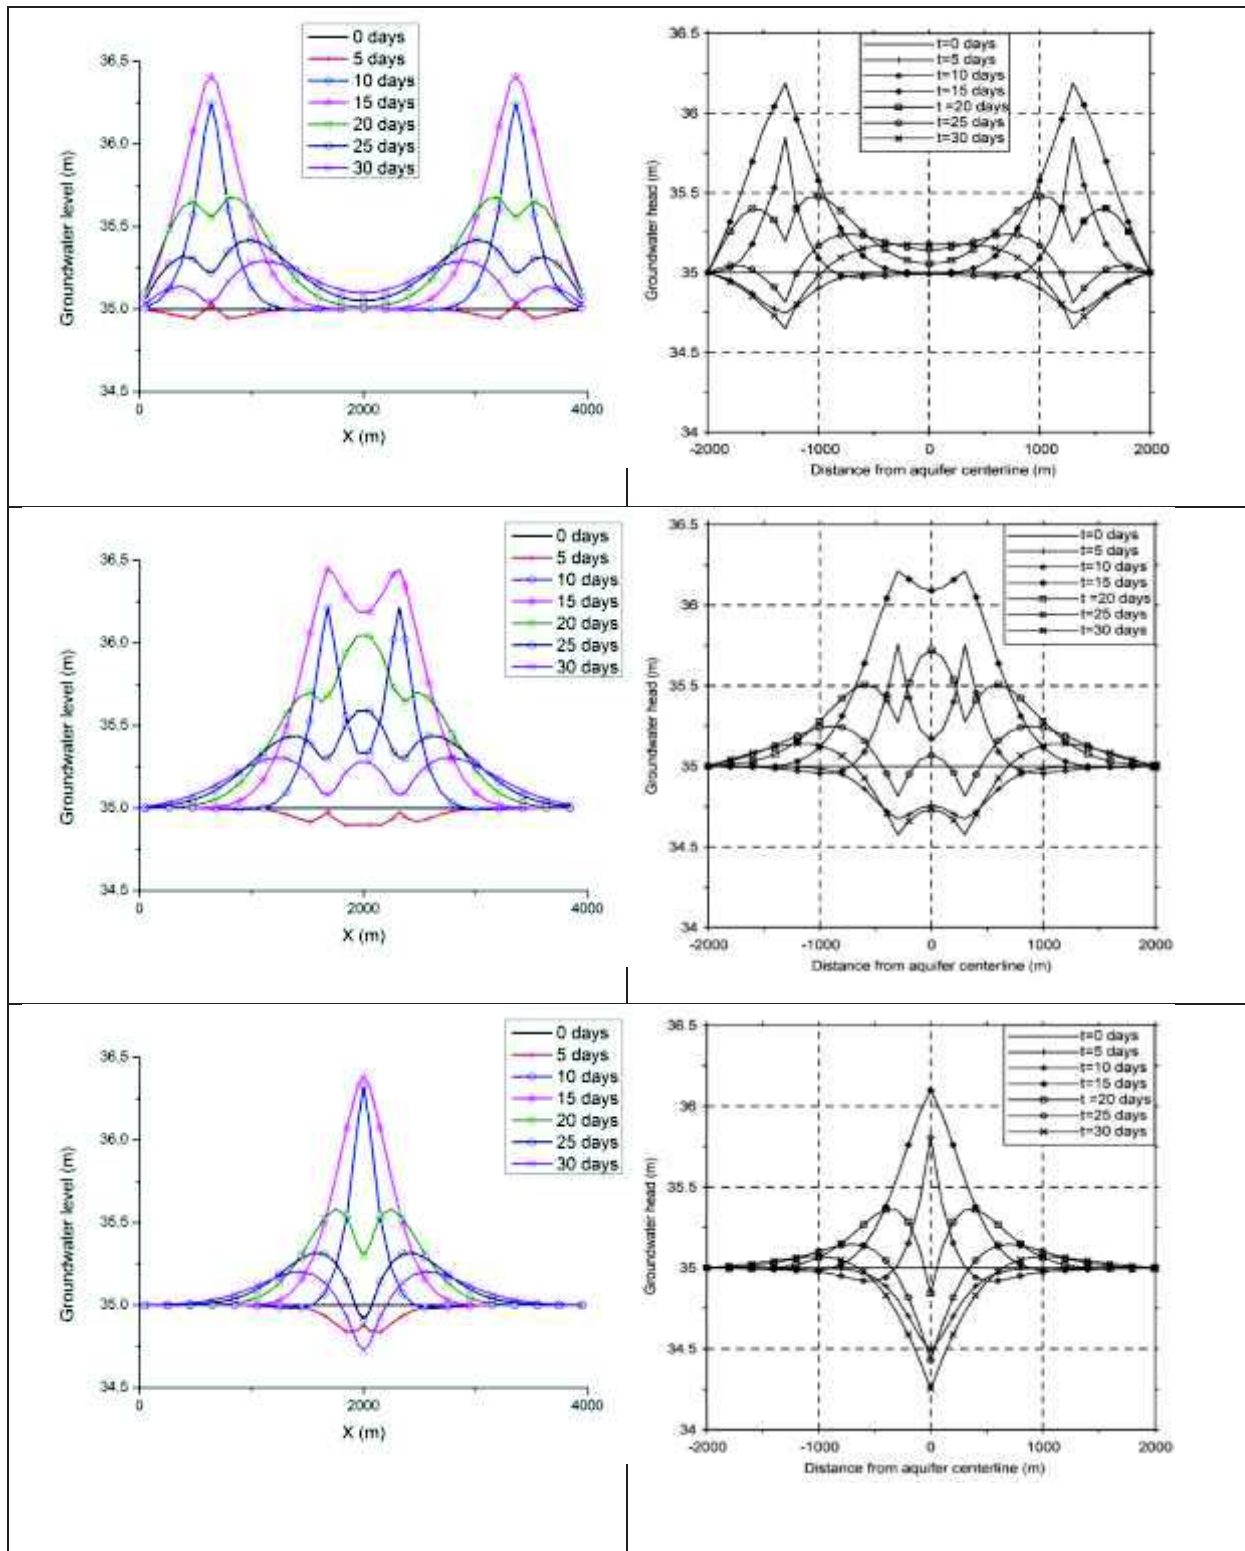 36.5
36.0
35.5
35.0
34.5
0
2000
4000
Groundwater level (m)
X (m)
0 days
5 days
10 days
15 days
20 days
25 days
30 days
36.5
36
35.5
35
34.5
34
-2000
-1000
0
1000
2000
Groundwater head (m)
Distance from aquifer centerline (m)
t=0 days
t=5 days
t=10 days
t=15 days
t =20 days
t=25 days
t=30 days
36.5
36.0
35.5
35.0
34.5
0
2000
4000
Groundwater level (m)
X (m)
0 days
5 days
10 days
15 days
20 days
25 days
30 days
36.5
36
35.5
35
34.5
34
-2000
-1000
0
1000
2000
Groundwater head (m)
Distance from aquifer centerline (m)
t=0 days
t=5 days
t=10 days
t=15 days
t =20 days
t=25 days
t=30 days
36.5
36.0
35.5
35.0
34.5
0
2000
4000
Groundwater level (m)
X (m)
0 days
5 days
10 days
15 days
20 days
25 days
30 days
36.5
36
35.5
35
34.5
34
-2000
-1000
0
1000
2000
Groundwater head (m)
Distance from aquifer centerline (m)
t=0 days
t=5 days
t=10 days
t=15 days
t =20 days
t=25 days
t=30 days